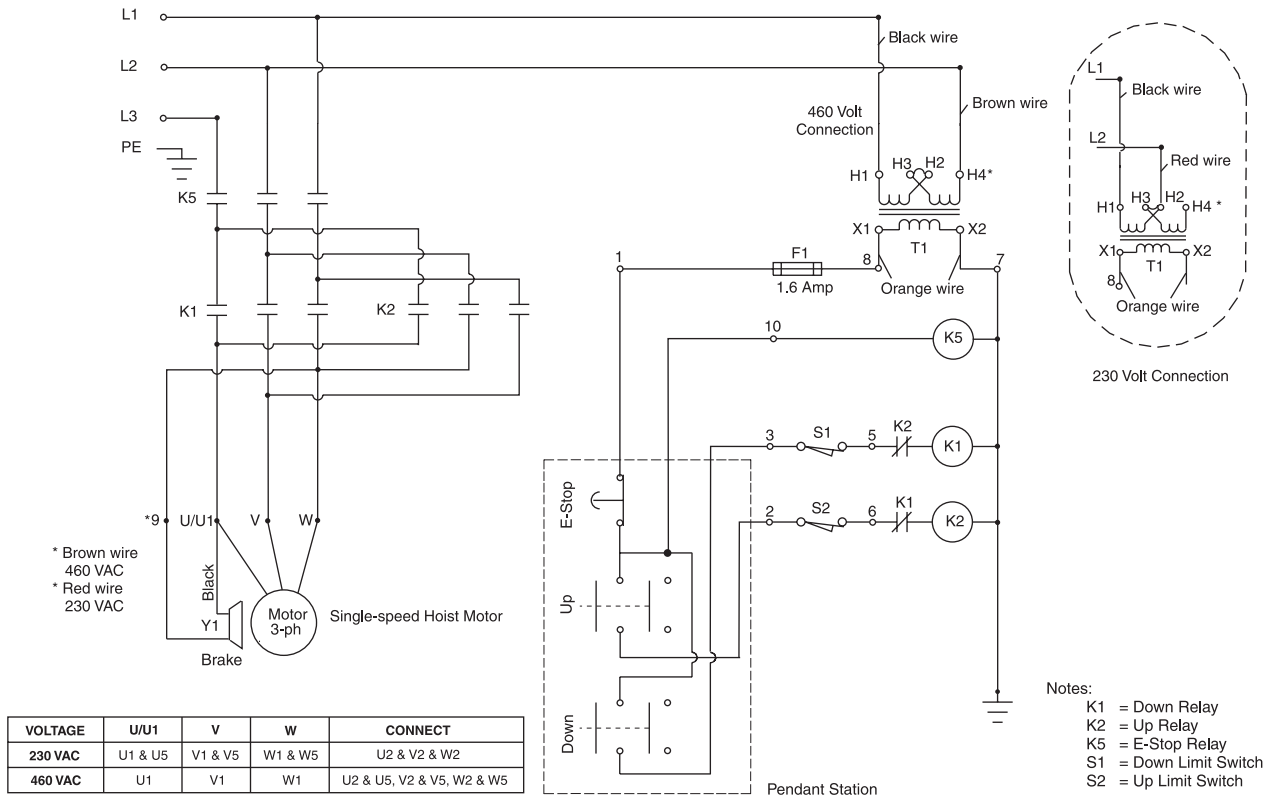 L1
Black wire
L2
Brown wire
460 Volt
Connection
L3
PE
K5
H1
H3
H2
H4*
X1
X2
T1
F1
1.6 Amp
1
8
7
Orange wire
L1
Black wire
L2
Red wire
H1
H3
H2
H4 *
X1
X2
T1
8
Orange wire
230 Volt Connection
K1
K2
10
K5
3
S1
5
K2
K1
2
S2
6
K1
K2
E-Stop
Up
Down
Pendant Station
*9
U/U1
V
W
* Brown wire
460 VAC
* Red wire
230 VAC
Black
Y1
Brake
Motor
3-ph
Single-speed Hoist Motor
VOLTAGE U/U1 V W CONNECT
230 VAC U1 & U5 V1 & V5 W1 & W5 U2 & V2 & W2
460 VAC U1 V1 W1 U2 & U5, V2 & V5, W2 & W5
Notes:
K1 = Down Relay
K2 = Up Relay
K5 = E-Stop Relay
S1 = Down Limit Switch
S2 = Up Limit Switch